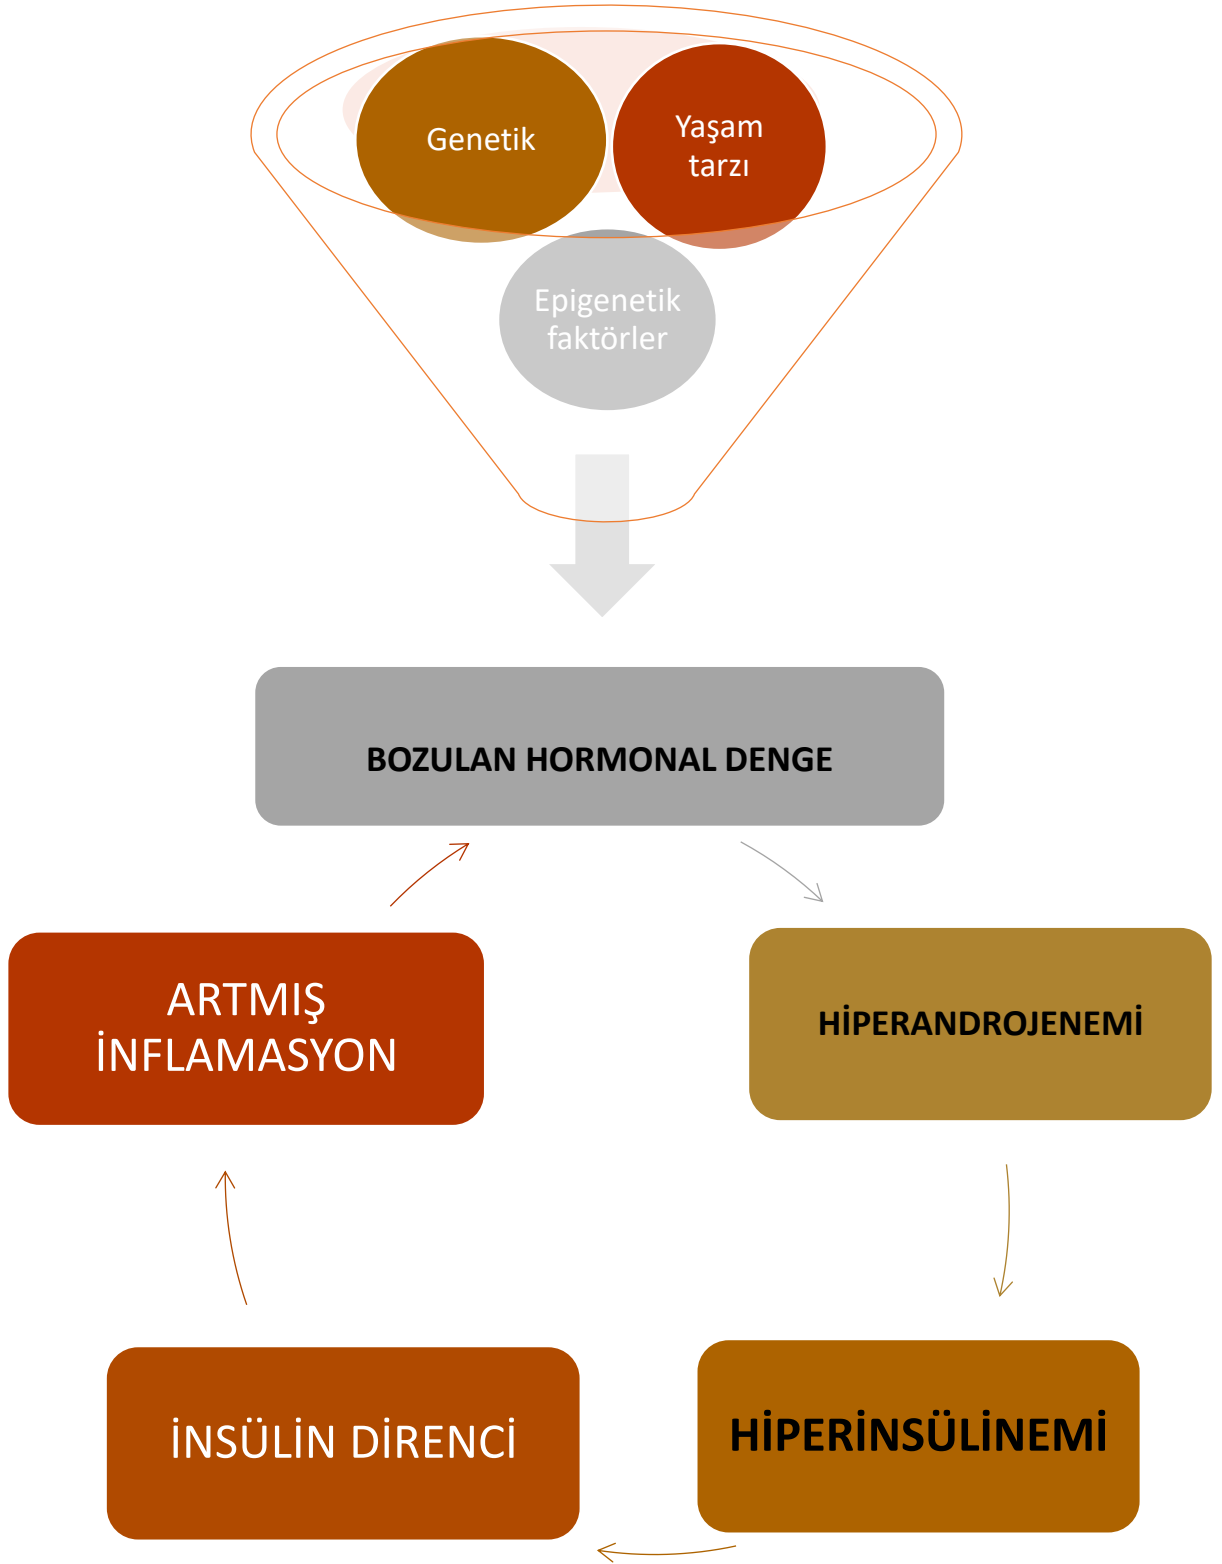 Genetik
Yaşam
tarzı
Epigenetik
faktörler
BOZULAN HORMONAL DENGE
ARTMIŞ
İNFLAMASYON
HİPERANDROJENEMİ
İNSÜLİN DİRENCİ
HİPERİNSÜLİNEMİ